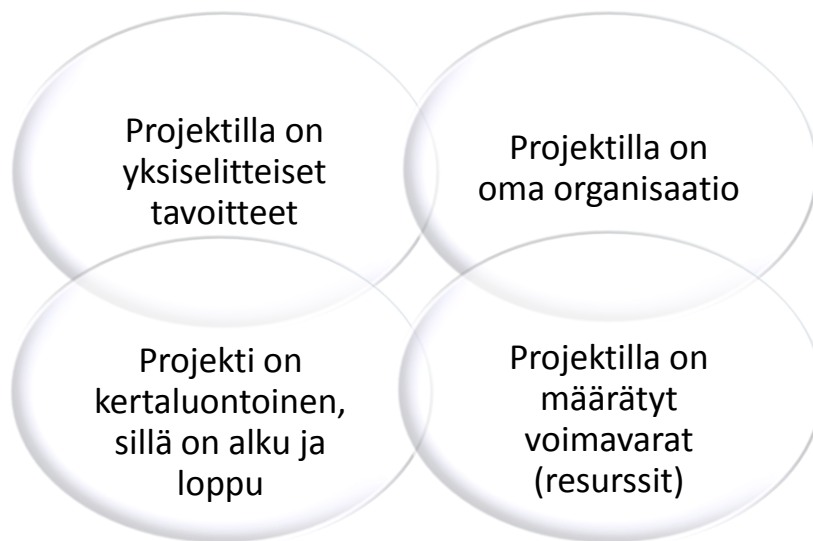 Projektilla on
yksiselitteiset
tavoitteet
Projektilla on
oma organisaatio
Projekti on
kertaluontoinen,
sillä on alku ja
loppu
Projektilla on
määrätyt
voimavarat
(resurssit)